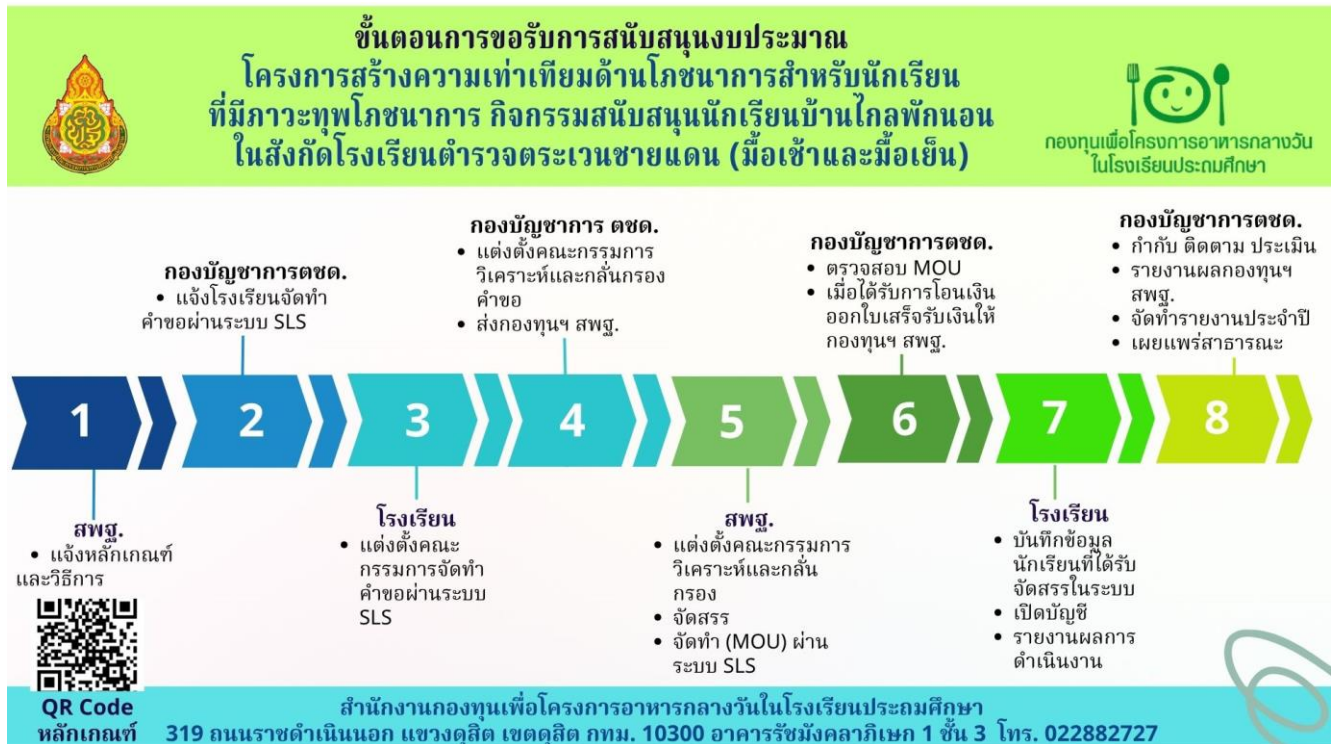 ขั้นตอนการขอรับการสนับสนุนงบประมาณ
โครงการสร้างความเท่าเทียมด้านโภชนาการสำหรับนักเรียน
ที่มีภาวะทุพโภชนาการ กิจกรรมสนับสนุนนักเรียนบ้านไกลพักนอน
ในสังกัดโรงเรียนตำรวจตระเวนชายแดน (มื้อเช้าและมื้อเย็น)
กองทุนเพื่อโครงการอาหารกลางวัน
ในโรงเรียนประถมศึกษา
1
สพฐ.
• แจ้งหลักเกณฑ์
และวิธีการ
2
กองบัญชาการตชด.
• แจ้งโรงเรียนจัดทำ
คำขอผ่านระบบ SLS
3
โรงเรียน
• แต่งตั้งคณะ
กรรมการจัดทำ
คำขอผ่านระบบ
SLS
4
กองบัญชาการ ตชด.
• แต่งตั้งคณะกรรมการ
วิเคราะห์และกลั่นกรอง
คำขอ
• ส่งกองทุนฯ สพฐ.
5
สพฐ.
• แต่งตั้งคณะกรรมการ
วิเคราะห์และกลั่น
กรอง
• จัดสรร
• จัดทำ (MOU) ผ่าน
ระบบ SLS
6
กองบัญชาการตชด.
• ตรวจสอบ MOU
• เมื่อได้รับการโอนเงิน
ออกใบเสร็จรับเงินให้
กองทุนฯ สพฐ.
7
โรงเรียน
• บันทึกข้อมูล
นักเรียนที่ได้รับ
จัดสรรในระบบ
• เปิดบัญชี
• รายงานผลการ
ดำเนินงาน
8
กองบัญชาการตชด.
• กำกับ ติดตาม ประเมิน
• รายงานผลกองทุนฯ
สพฐ.
• จัดทำรายงานประจำปี
• เผยแพร่สาธารณะ
QR Code
หลักเกณฑ์
สำนักงานกองทุนเพื่อโครงการอาหารกลางวันในโรงเรียนประถมศึกษา
319 ถนนราชดำเนินนอก แขวงดุสิต เขตดุสิต กทม. 10300 อาคารรัชมังคลาภิเษก 1 ชั้น 3 โทร. 022882727